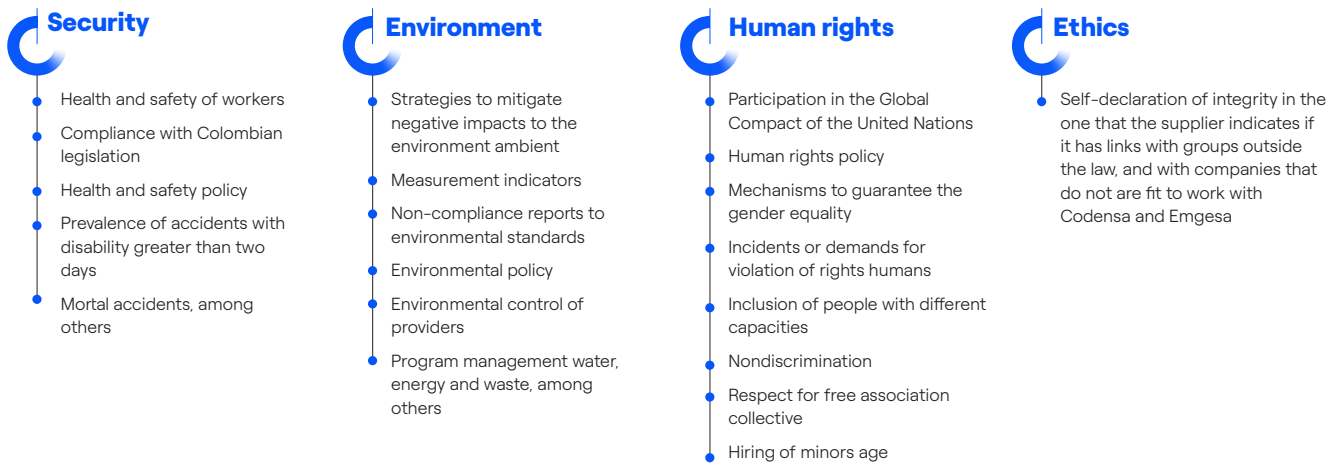 Security
Health and safety of workers
Compliance with Colombian
legislation
Health and safety policy
Prevalence of accidents with
disability greater than two
days
Mortal accidents, among
others
Environment
Strategies to mitigate
negative impacts to the
environment ambient
Measurement indicators
Non-compliance reports to
environmental standards
Environmental policy
Environmental control of
providers
Program management water,
energy and waste, among
others
Human rights
Participation in the Global
Compact of the United Nations
Human rights policy
Mechanisms to guarantee the
gender equality
Incidents or demands for
violation of rights humans
Inclusion of people with different
capacities
Nondiscrimination
Respect for free association
collective
Hiring of minors age
Ethics
Self-declaration of integrity in the
one that the supplier indicates if
it has links with groups outside
the law, and with companies that
do not are fit to work with
Codensa and Emgesa